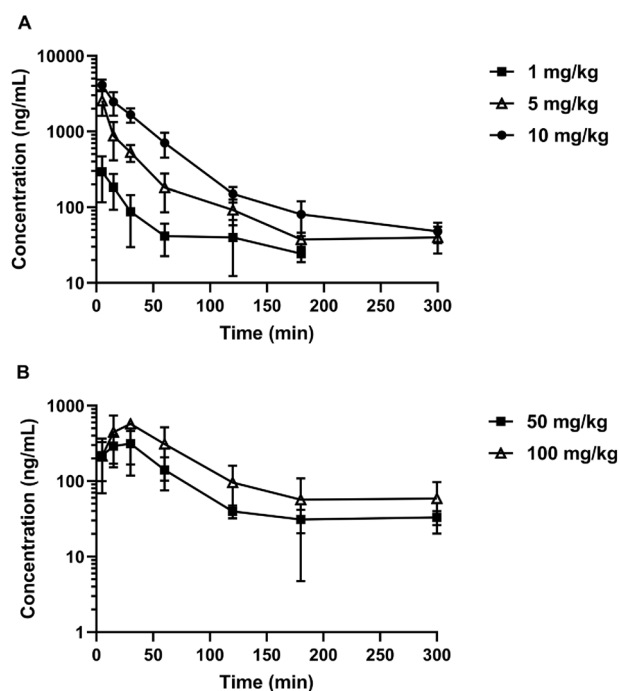 A
Concentration (ng/mL)
10000
1000
100
10
0 50 100 150 200 250 300
Time (min)
1 mg/kg
5 mg/kg
10 mg/kg
B
Concentration (ng/mL)
1000
100
10
1
0 50 100 150 200 250 300
Time (min)
50 mg/kg
100 mg/kg